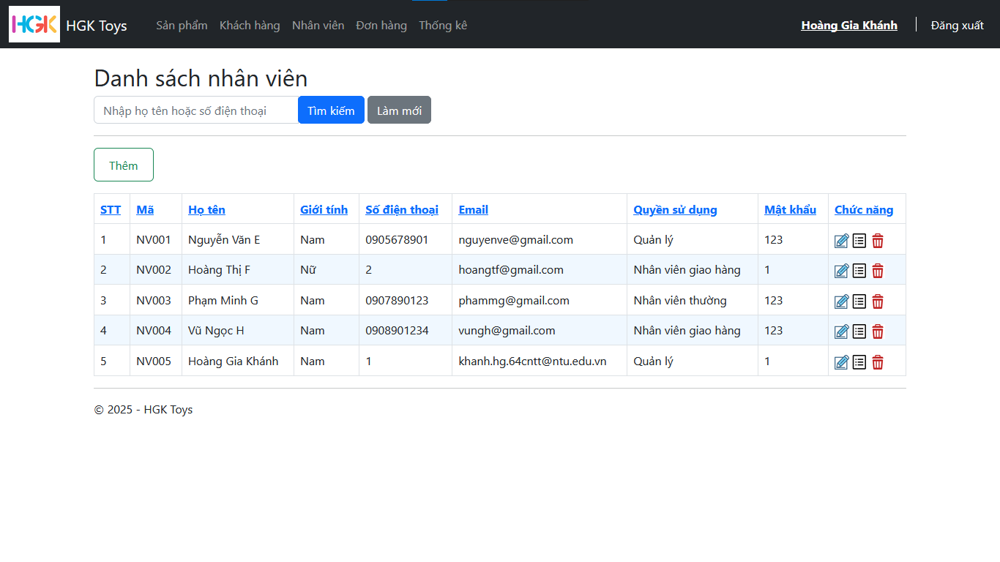 HGK HGK Toys Sản phẩm Khách hàng Nhân viên Đơn hàng Thống kê Hoàng Gia Khánh Đăng xuất
Danh sách nhân viên
Nhập họ tên hoặc số điện thoại Tìm kiếm Làm mới
Thêm
STT Mã Họ tên Giới tính Số điện thoại Email Quyền sử dụng Mật khẩu Chức năng
1 NV001 Nguyễn Văn E Nam 0905678901 nguyenve@gmail.com Quản lý 123
2 NV002 Hoàng Thị F Nữ 2 hoangtf@gmail.com Nhân viên giao hàng 1
3 NV003 Phạm Minh G Nam 0907890123 phammg@gmail.com Nhân viên thường 123
4 NV004 Vũ Ngọc H Nam 0908901234 vungh@gmail.com Nhân viên giao hàng 123
5 NV005 Hoàng Gia Khánh Nam 1 khanh.hg.64cntt@ntu.edu.vn Quản lý 1
© 2025 - HGK Toys